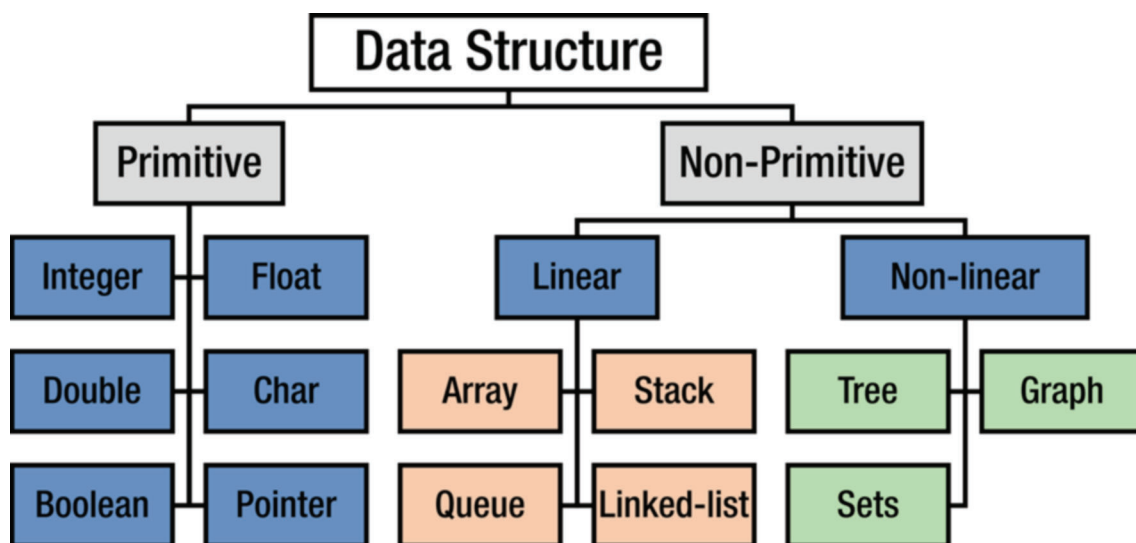 Data Structure
Primitive
Non-Primitive
Integer
Float
Linear
Non-linear
Double
Char
Array
Stack
Tree
Graph
Boolean
Pointer
Queue
Linked-list
Sets